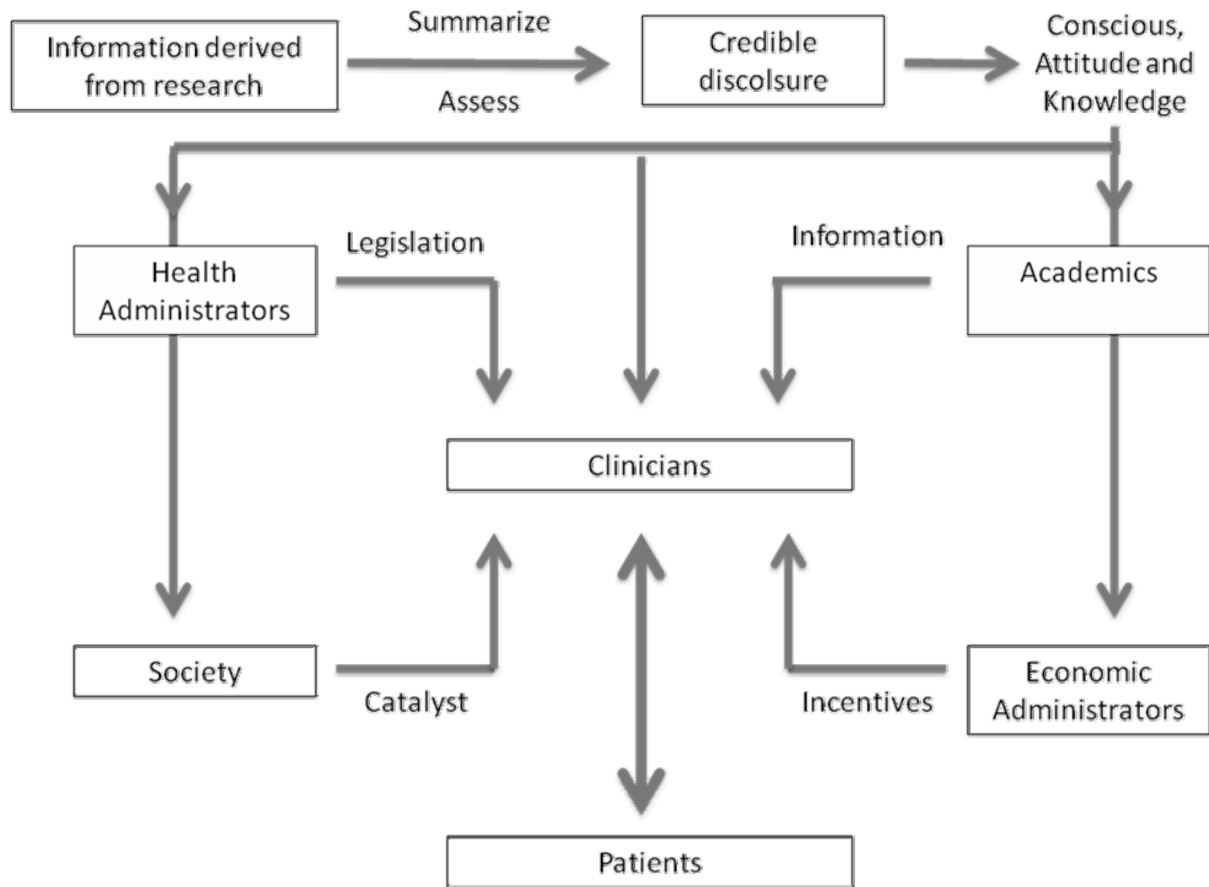 Information derived
from research
Summarize
Assess
Credible
discolsure
Conscious,
Attitude and
Knowledge
Health
Administrators
Legislation
Information
Academics
Clinicians
Society
Catalyst
Incentives
Economic
Administrators
Patients